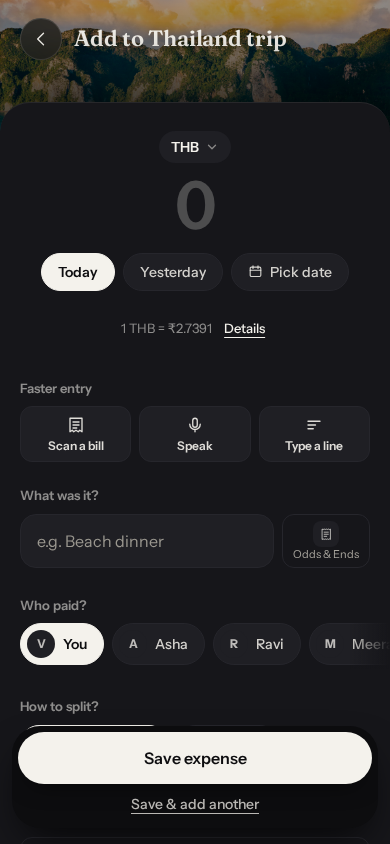 Add to Thailand trip
THB
0
Today
Yesterday
Pick date
1 THB = ₹2.7391
Details
Faster entry
Scan a bill
Speak
Type a line
What was it?
e.g. Beach dinner
Odds & Ends
Who paid?
V You
A Asha
R Ravi
M Meer
How to split?
Save expense
Save & add another